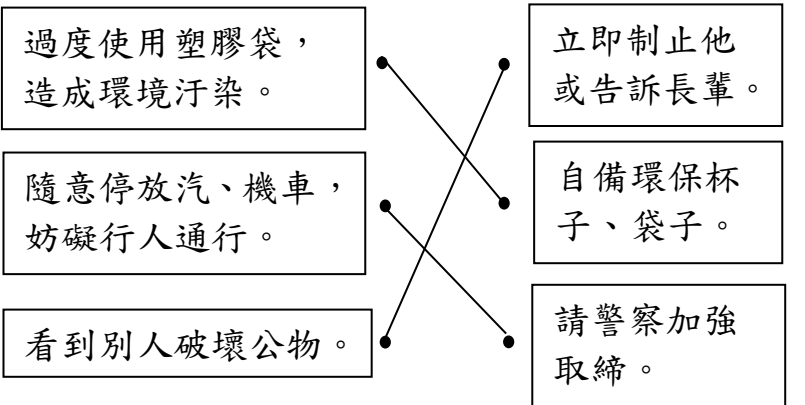 過度使用塑膠袋，
造成環境汙染。
立即制止他
或告訴長輩。
隨意停放汽、機車，
妨礙行人通行。
自備環保杯
子、袋子。
看到別人破壞公物。
請警察加強
取締。